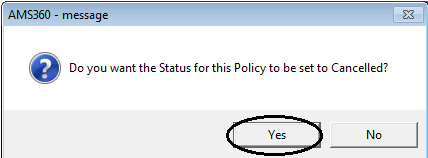 AMS360 - message
Do you want the Status for this Policy to be set to Cancelled?
Yes No